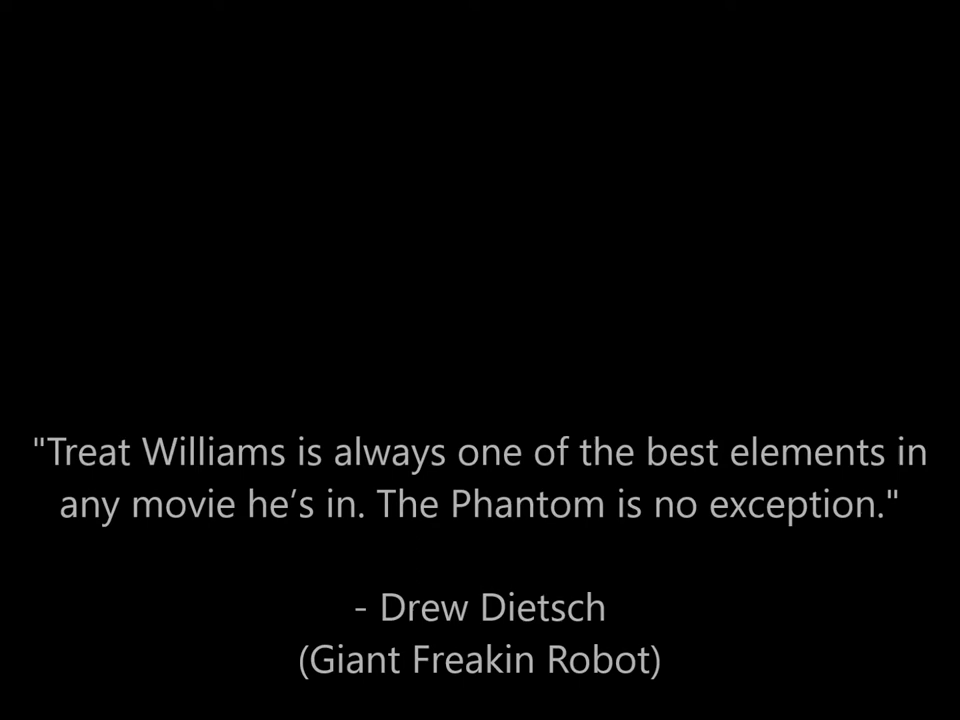 "Treat Williams is always one of the best elements in
any movie he’s in. The Phantom is no exception."
- Drew Dietsch
(Giant Freakin Robot)